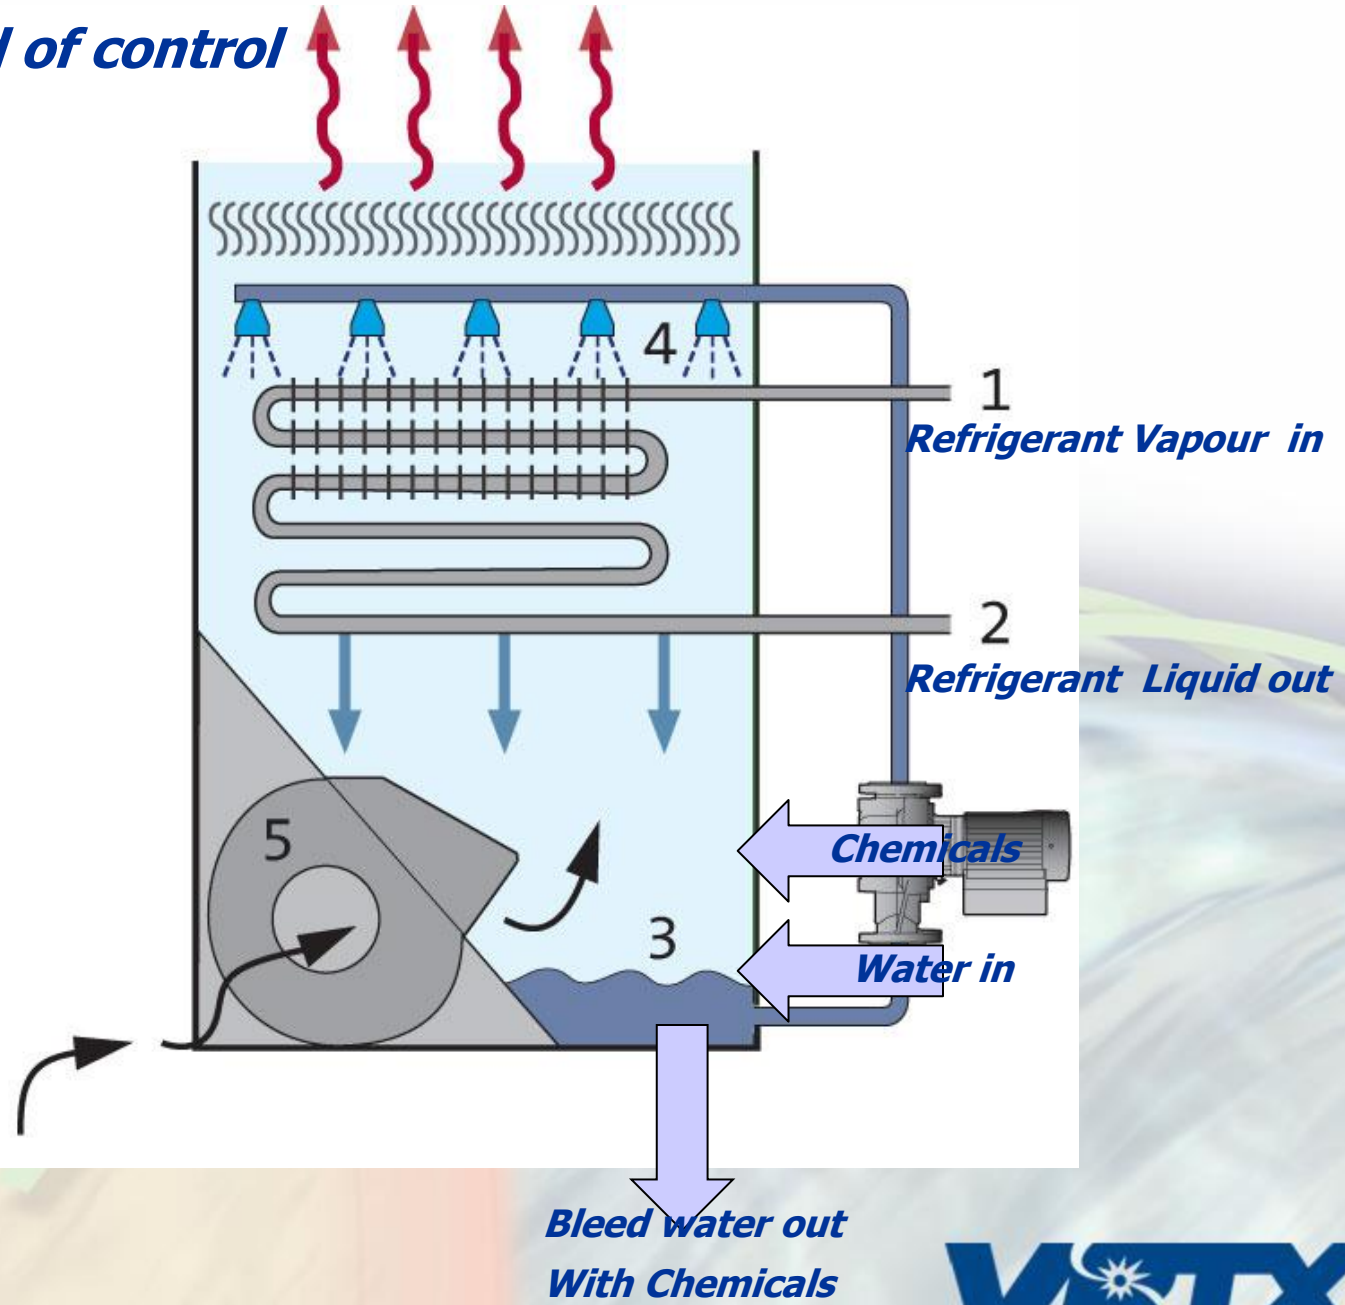 of control
4
1
Refrigerant Vapour in
2
Refrigerant Liquid out
5
Chemicals
3
Water in
Bleed water out
With Chemicals